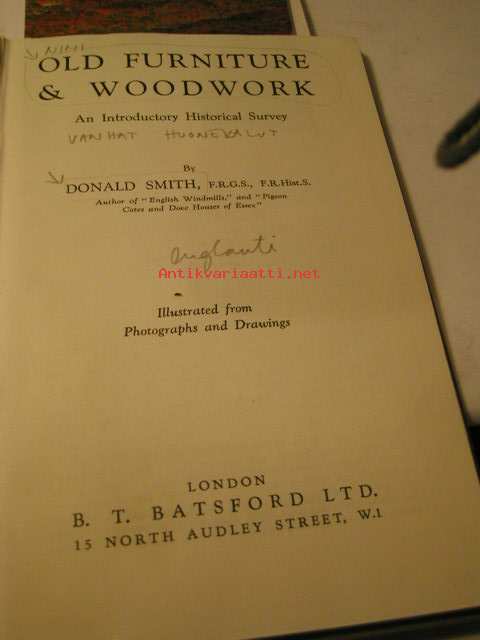 NIMI
OLD FURNITURE
& WOODWORK
An Introductory Historical Survey
VANHAT HUONEKALUT
By
DONALD SMITH, F.R.G.S., F.R.Hist.S.
Author of "English Windmills," and "Pigeon
Cotes and Dove Houses of Essex"
Englanti
Antikvariaatti.net
Illustrated from
Photographs and Drawings
LONDON
B. T. BATSFORD LTD.
15 NORTH AUDLEY STREET, W.1